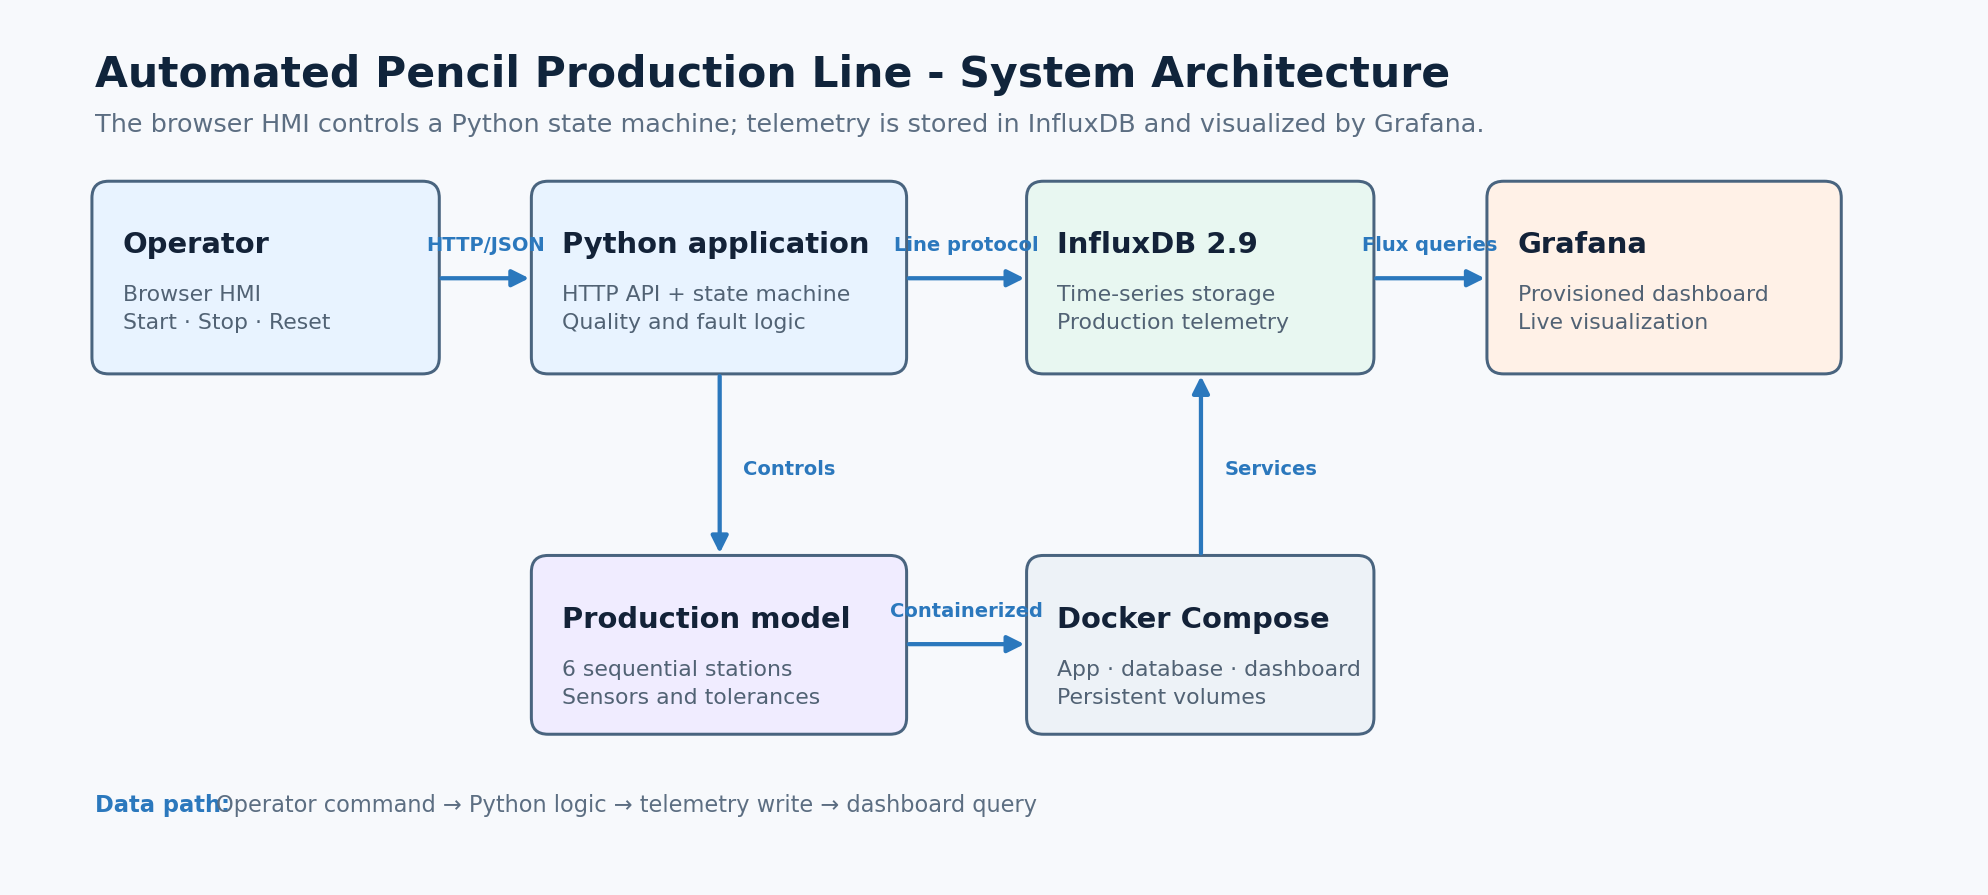 Automated Pencil Production Line - System Architecture
The browser HMI controls a Python state machine; telemetry is stored in InfluxDB and visualized by Grafana.
Operator
Browser HMI
Start · Stop · Reset
HTTP/JSON
Python application
HTTP API + state machine
Quality and fault logic
Line protocol
InfluxDB 2.9
Time-series storage
Production telemetry
Flux queries
Grafana
Provisioned dashboard
Live visualization
Controls
Services
Production model
6 sequential stations
Sensors and tolerances
Containerized
Docker Compose
App · database · dashboard
Persistent volumes
Data path: Operator command → Python logic → telemetry write → dashboard query